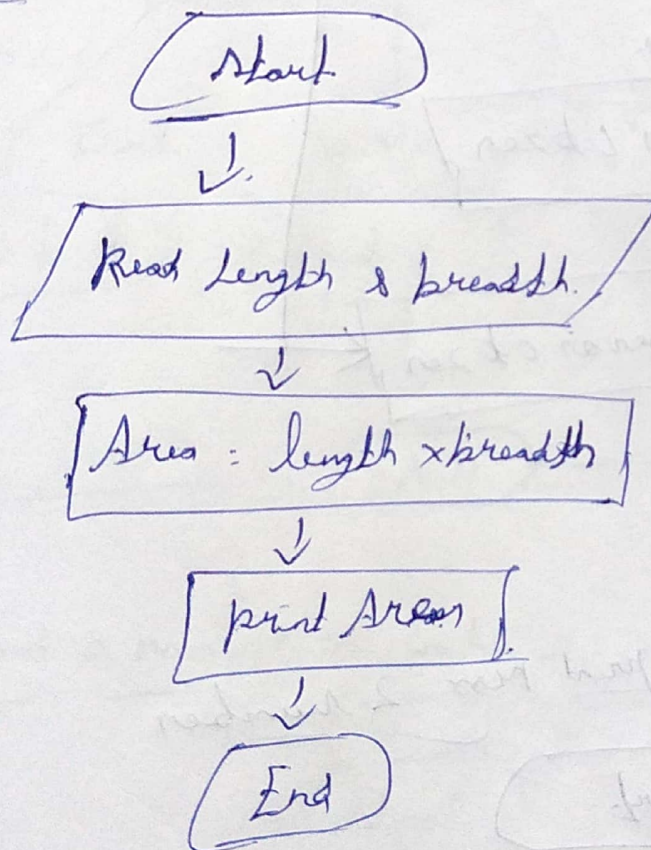 Start
Read Length & breadth.
Area = length × breadth
print Area
End